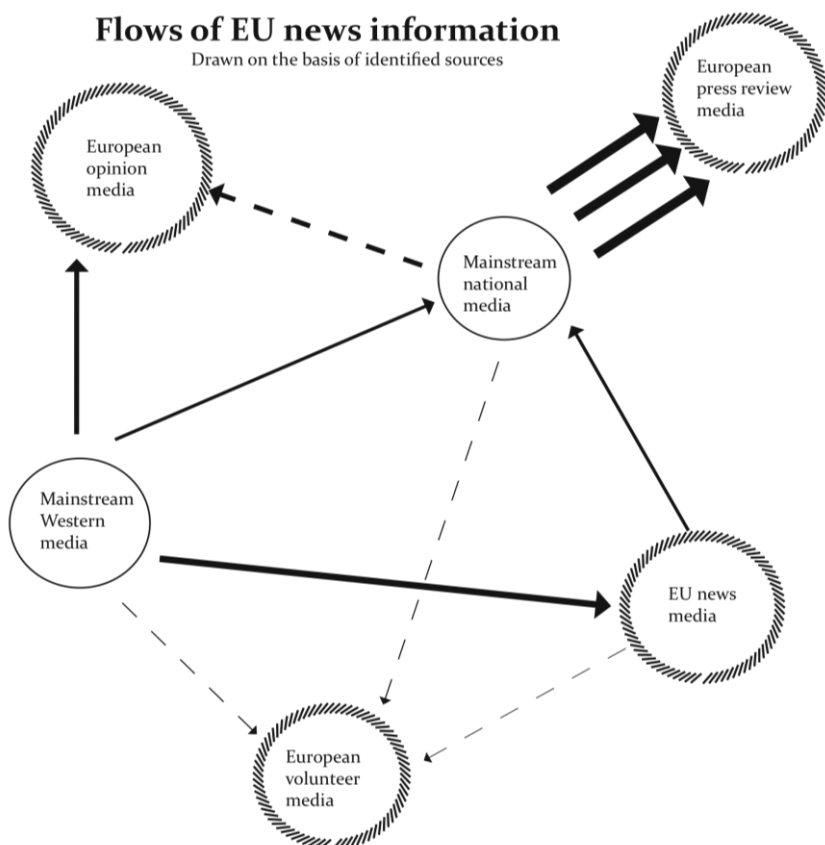 Flows of EU news information
Drawn on the basis of identified sources
European
press review
media
European
opinion
media
Mainstream
national
media
Mainstream
Western
media
EU news
media
European
volunteer
media